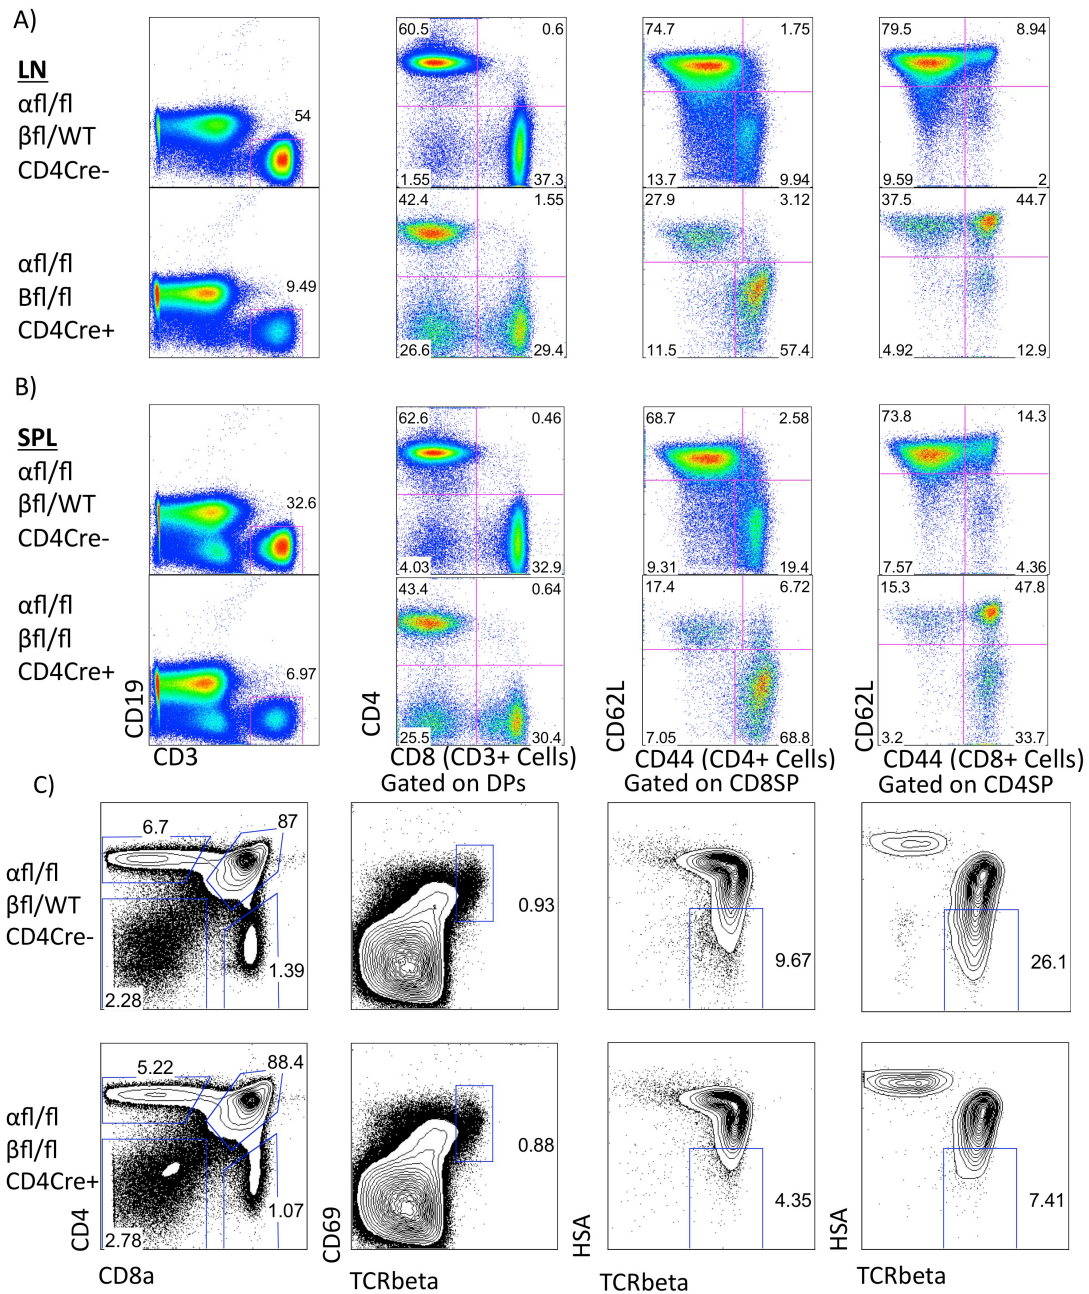 A)
LN
αfl/fl
βfl/WT
CD4Cre-
54
60.5 0.6
1.55 37.3
74.7 1.75
13.7 9.94
79.5 8.94
9.59 2
αfl/fl
Bfl/fl
CD4Cre+
9.49
42.4 1.55
26.6 29.4
27.9 3.12
11.5 57.4
37.5 44.7
4.92 12.9
B)
SPL
αfl/fl
βfl/WT
CD4Cre-
32.6
62.6 0.46
4.03 32.9
68.7 2.58
9.31 19.4
73.8 14.3
7.57 4.36
αfl/fl
βfl/fl
CD4Cre+
6.97
43.4 0.64
25.5 30.4
17.4 6.72
7.05 68.8
15.3 47.8
3.2 33.7
CD19
CD3
CD4
CD8 (CD3+ Cells)
CD62L
CD44 (CD4+ Cells)
CD62L
CD44 (CD8+ Cells)
C)
Gated on DPs
Gated on CD8SP
Gated on CD4SP
αfl/fl
βfl/WT
CD4Cre-
6.7 87
2.28 1.39
0.93
9.67
26.1
αfl/fl
βfl/fl
CD4Cre+
5.22 88.4
2.78 1.07
0.88
4.35
7.41
CD4
CD8a
CD69
TCRbeta
HSA
TCRbeta
HSA
TCRbeta